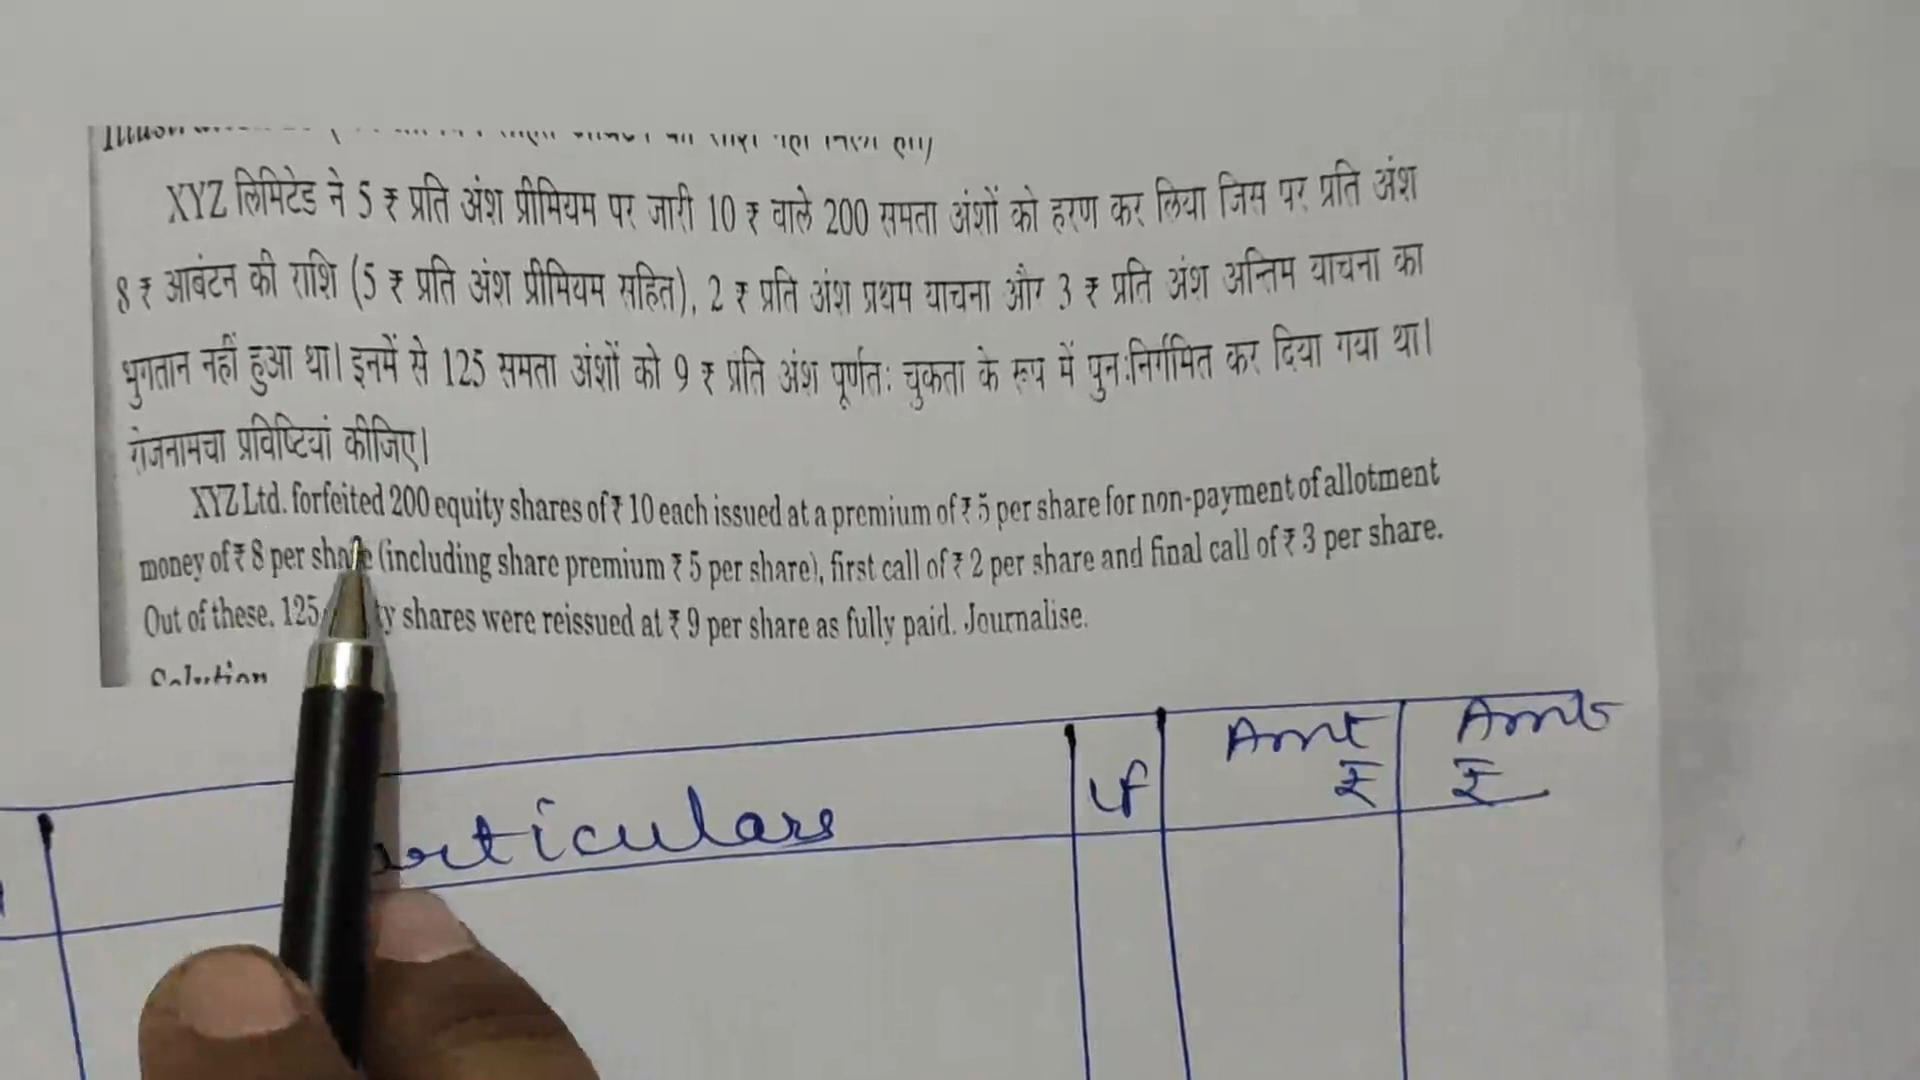 XYZ लिमिटेड ने 5 ₹ प्रति अंश प्रीमियम पर जारी 10 ₹ वाले 200 समता अंशों को हरण कर लिया जिस पर प्रति अंश
8 ₹ आबंटन की राशि (5 ₹ प्रति अंश प्रीमियम सहित), 2 ₹ प्रति अंश प्रथम याचना और 3 ₹ प्रति अंश अन्तिम याचना का
भुगतान नहीं हुआ था। इनमें से 125 समता अंशों को 9 ₹ प्रति अंश पूर्णतः चुकता के रूप में पुनःनिर्गमित कर दिया गया था।
रोजनामचा प्रविष्टियां कीजिए।
XYZ Ltd. forfeited 200 equity shares of ₹ 10 each issued at a premium of ₹ 5 per share for non-payment of allotment
money of ₹ 8 per share (including share premium ₹ 5 per share), first call of ₹ 2 per share and final call of ₹ 3 per share.
Out of these, 125 shares were reissued at ₹ 9 per share as fully paid. Journalise.
Solution
Amt Amt
lf ₹ ₹